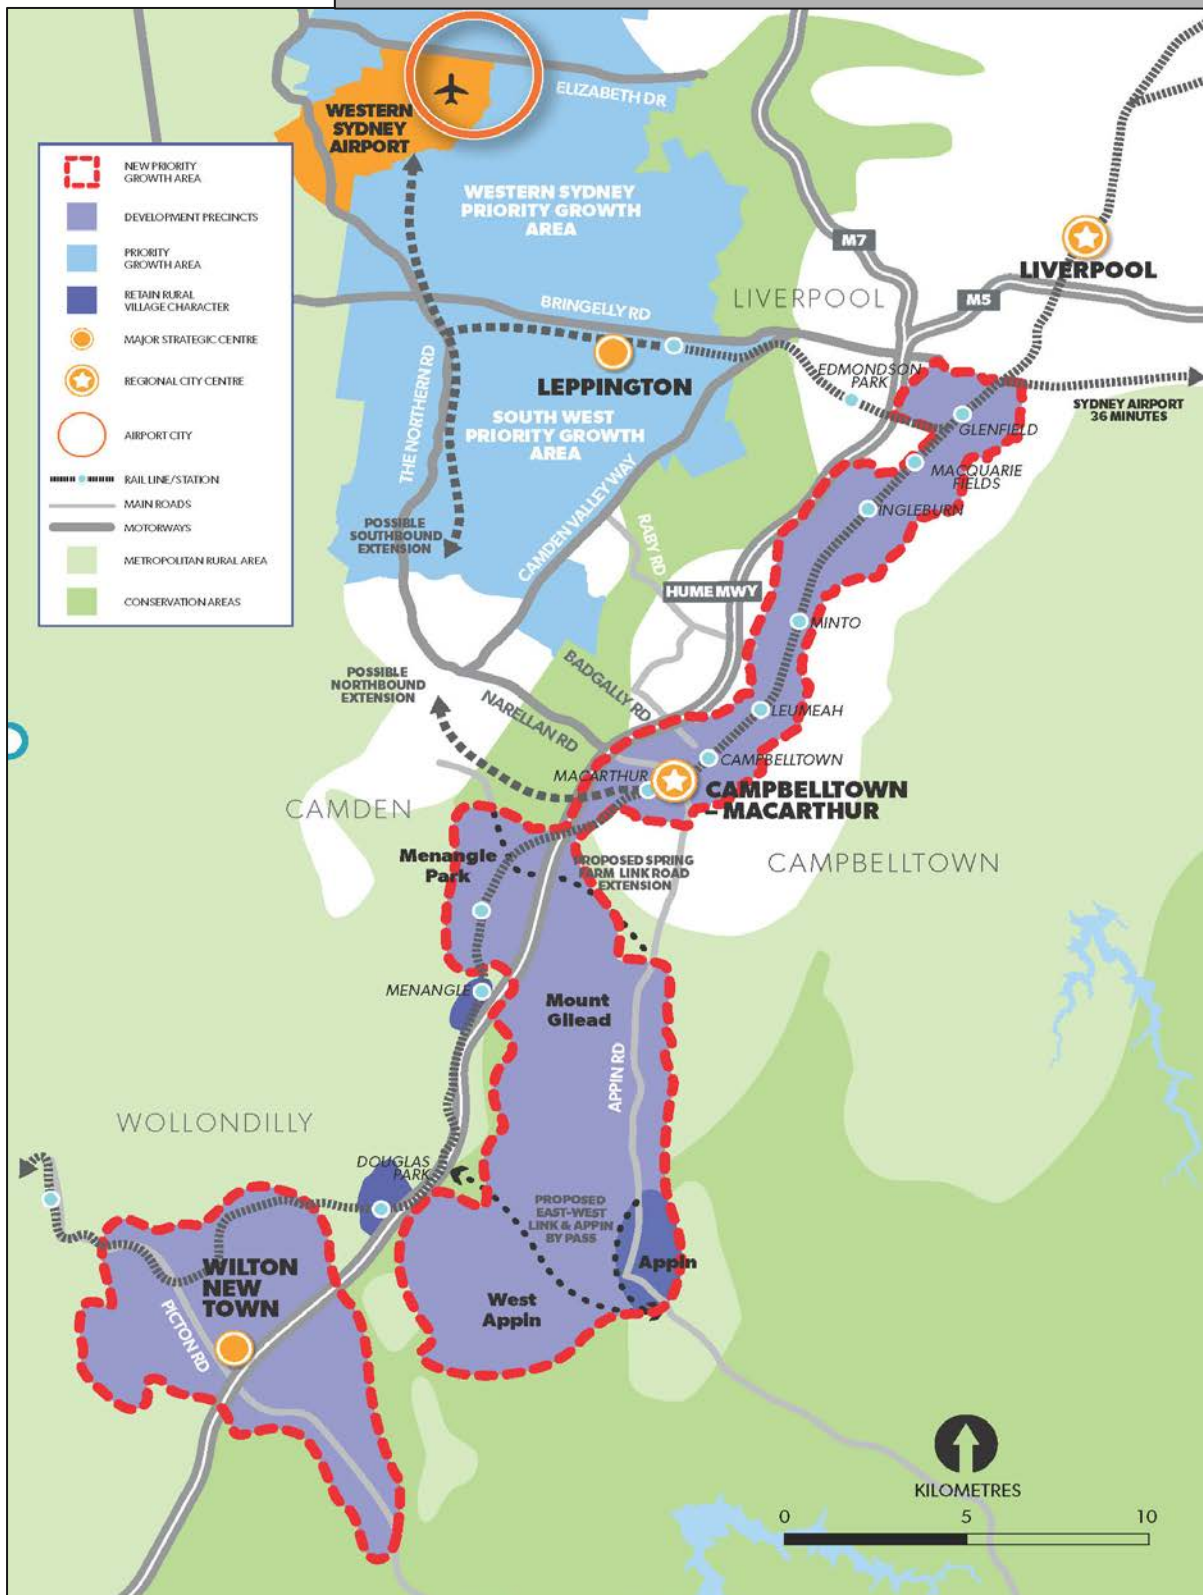 ELIZABETH DR
WESTERN
SYDNEY
AIRPORT
NEW PRIORITY
GROWTH AREA
DEVELOPMENT PRECINCTS
PRIORITY
GROWTH AREA
RETAIN RURAL
VILLAGE CHARACTER
MAJOR STRATEGIC CENTRE
REGIONAL CITY CENTRE
AIRPORT CITY
RAIL LINE/STATION
MAIN ROADS
MOTORWAYS
METROPOLITAN RURAL AREA
CONSERVATION AREAS
WESTERN SYDNEY
PRIORITY GROWTH
AREA
M7
LIVERPOOL
LIVERPOOL
M5
BRINGELLY RD
LEPPINGTON
EDMONDSON
PARK
SYDNEY AIRPORT
36 MINUTES
THE NORTHERN RD
SOUTH WEST
PRIORITY GROWTH
AREA
GLENFIELD
MACQUARIE
FIELDS
INGLEBURN
CAMDEN VALLEY WAY
POSSIBLE
SOUTHBOUND
EXTENSION
RABY RD
HUME MWY
MINTO
POSSIBLE
NORTHBOUND
EXTENSION
BADGALLY RD
NARELLAN RD
LEUMEAH
CAMPBELLTOWN
MACARTHUR
CAMPBELLTOWN
– MACARTHUR
CAMDEN
CAMPBELLTOWN
Menangle
Park
PROPOSED SPRING
FARM LINK ROAD
EXTENSION
MENANGLE
Mount
Gilead
APPIN RD
WOLLONDILLY
DOUGLAS
PARK
PROPOSED
EAST-WEST
LINK & APPIN
BY PASS
Appin
WILTON
NEW
TOWN
PICTON RD
West
Appin
KILOMETRES
0 5 10